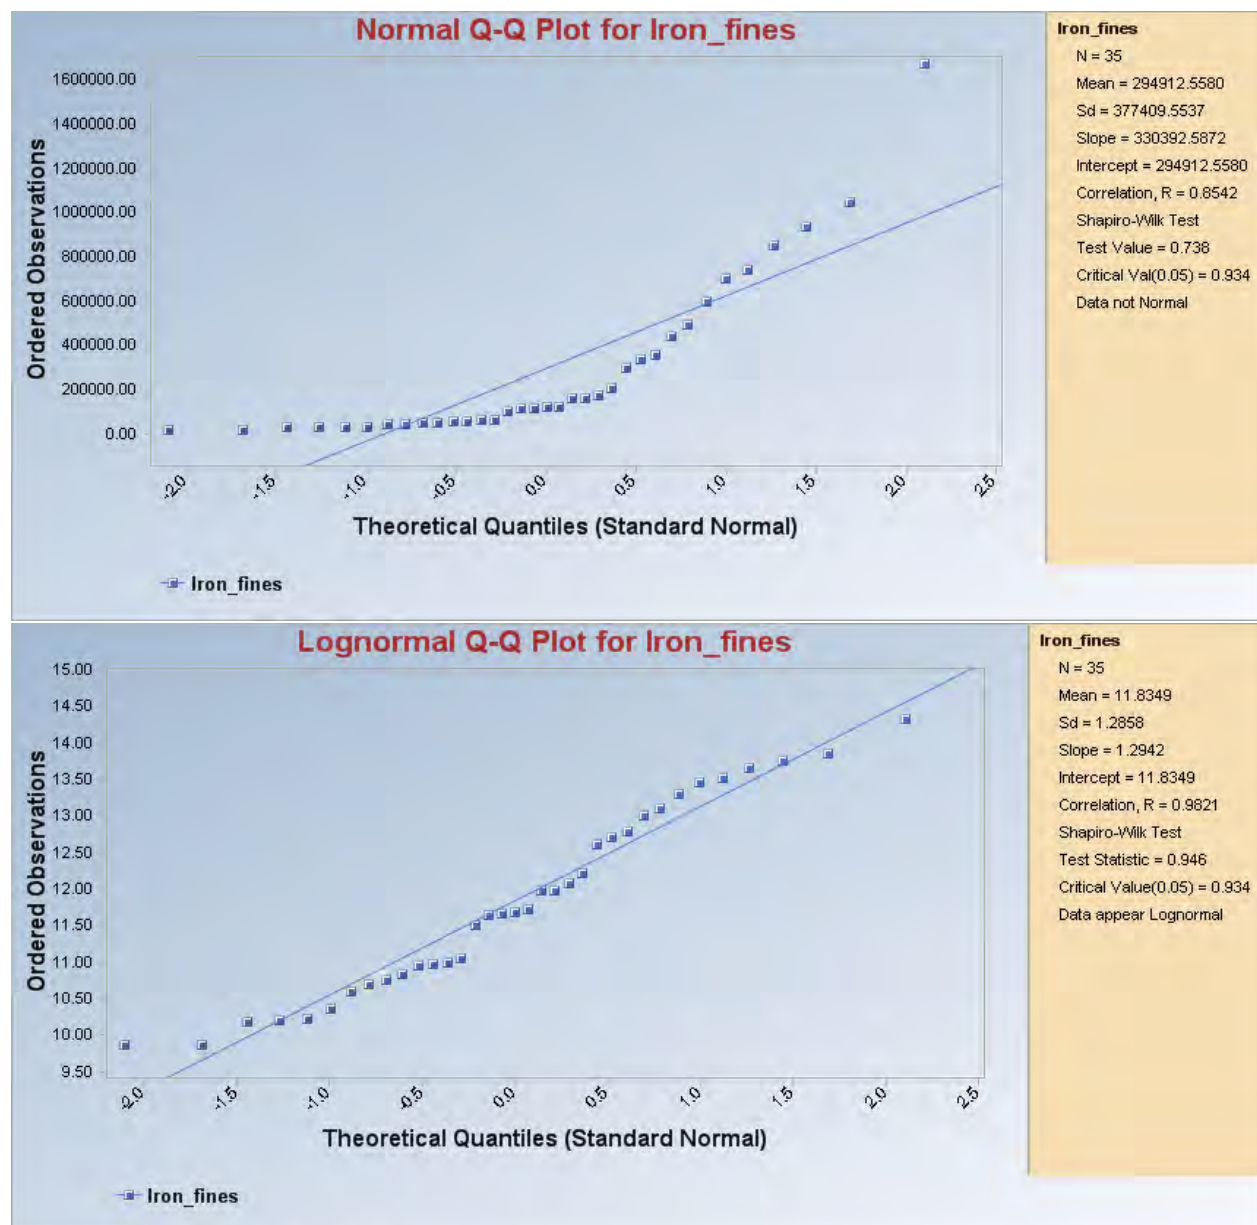 Normal Q-Q Plot for Iron_fines
Ordered Observations
1600000.00
1400000.00
1200000.00
1000000.00
800000.00
600000.00
400000.00
200000.00
0.00
-2.0 -1.5 -1.0 -0.5 0.0 0.5 1.0 1.5 2.0 2.5
Theoretical Quantiles (Standard Normal)
Iron_fines
Iron_fines
N = 35
Mean = 294912.5580
Sd = 377409.5537
Slope = 330392.5872
Intercept = 294912.5580
Correlation, R = 0.8542
Shapiro-Wilk Test
Test Value = 0.738
Critical Val(0.05) = 0.934
Data not Normal
Lognormal Q-Q Plot for Iron_fines
Ordered Observations
15.00
14.50
14.00
13.50
13.00
12.50
12.00
11.50
11.00
10.50
10.00
9.50
-2.0 -1.5 -1.0 -0.5 0.0 0.5 1.0 1.5 2.0 2.5
Theoretical Quantiles (Standard Normal)
Iron_fines
Iron_fines
N = 35
Mean = 11.8349
Sd = 1.2858
Slope = 1.2942
Intercept = 11.8349
Correlation, R = 0.9821
Shapiro-Wilk Test
Test Statistic = 0.946
Critical Value(0.05) = 0.934
Data appear Lognormal